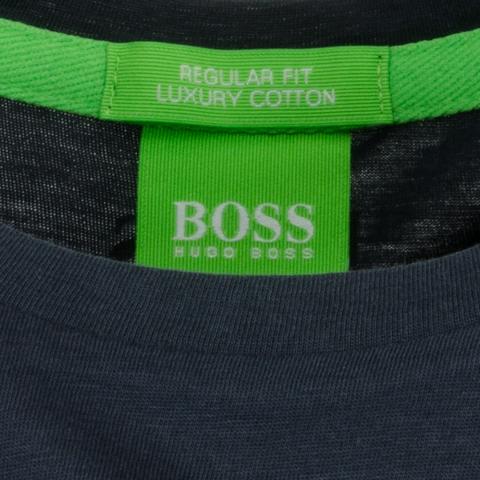 REGULAR FIT
LUXURY COTTON
BOSS
HUGO BOSS